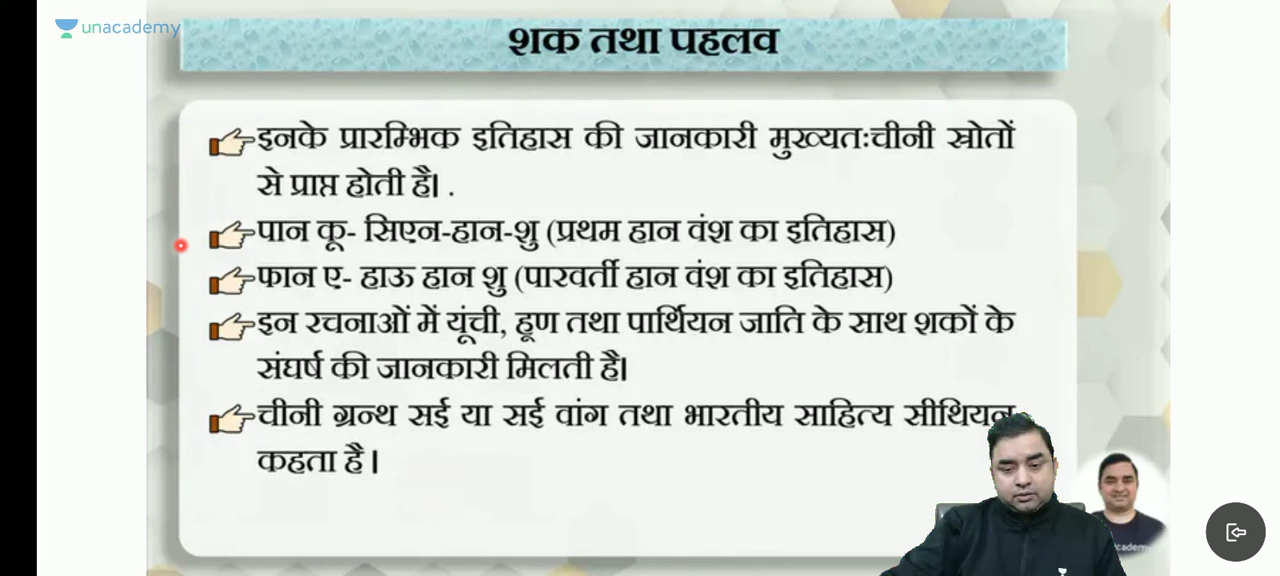 unacademy
शक तथा पहलव
इनके प्रारम्भिक इतिहास की जानकारी मुख्यतःचीनी स्रोतों
से प्राप्त होती है। .
पान कू- सिएन-हान-शु (प्रथम हान वंश का इतिहास)
फान ए- हाऊ हान शु (पारवर्ती हान वंश का इतिहास)
इन रचनाओं में यूंची, हूण तथा पार्थियन जाति के साथ शकों के
संघर्ष की जानकारी मिलती है।
चीनी ग्रन्थ सई या सई वांग तथा भारतीय साहित्य सीथियन
कहता है ।